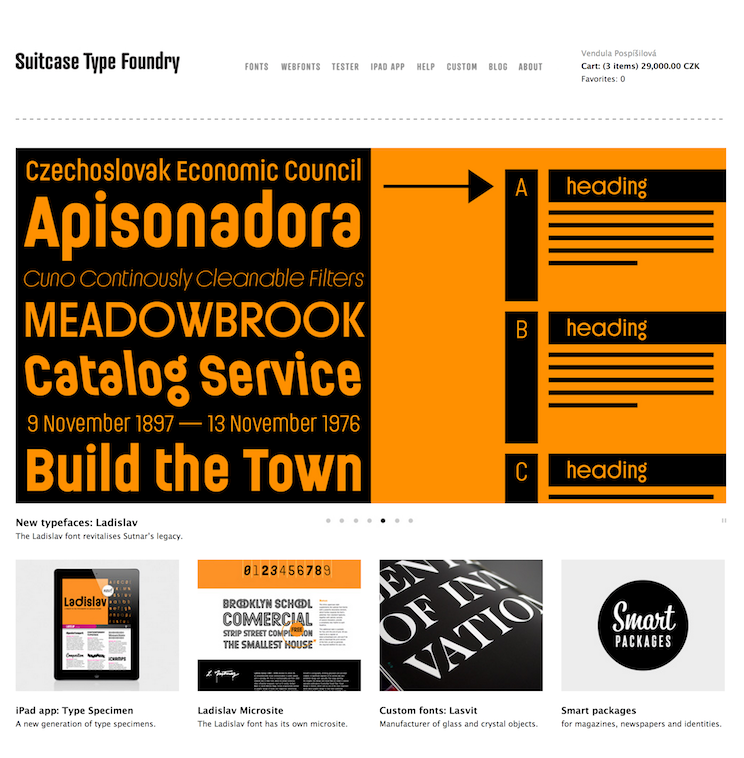 Suitcase Type Foundry
FONTS WEBFONTS TESTER IPAD APP HELP CUSTOM BLOG ABOUT
Vendula Pospíšilová
Cart: (3 items) 29,000.00 CZK
Favorites: 0
Czechoslovak Economic Council
Apisonadora
Cuno Continously Cleanable Filters
MEADOWBROOK
Catalog Service
9 November 1897 — 13 November 1976
Build the Town
A heading
B heading
C heading
New typefaces: Ladislav
The Ladislav font revitalises Sutnar's legacy.
Ladislav
0123456789
BROOKLYN SCHOOL
COMMERCIAL
STRIP STREET COMPILATION
THE SMALLEST HOUSE
OF INN
VATION
Smart
PACKAGES
iPad app: Type Specimen
A new generation of type specimens.
Ladislav Microsite
The Ladislav font has its own microsite.
Custom fonts: Lasvit
Manufacturer of glass and crystal objects.
Smart packages
for magazines, newspapers and identities.